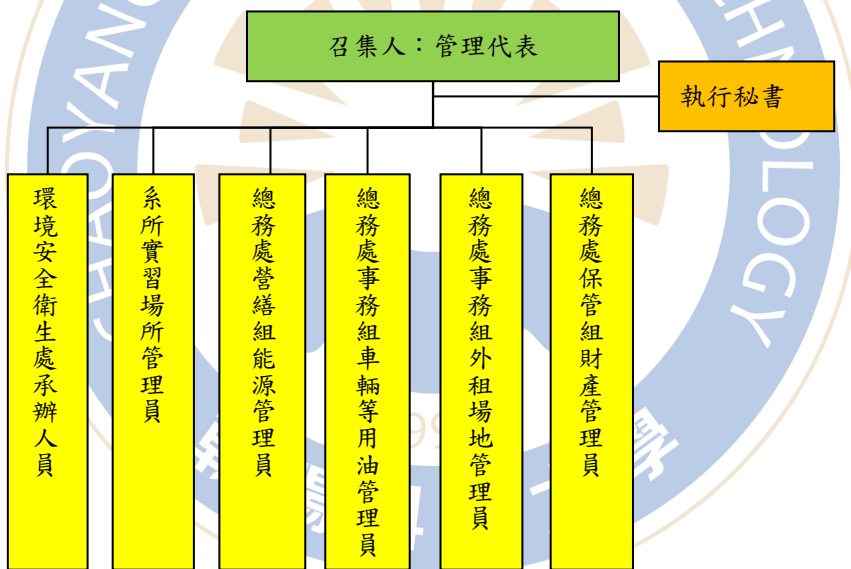 召集人：管理代表
執行秘書
環境安全衛生處承辦人員
系所實習場所管理員
總務處營繕組能源管理員
總務處事務組車輛等用油管理員
總務處事務組外租場地管理員
總務處保管組財產管理員
CHAOYANG
HNOLOGY